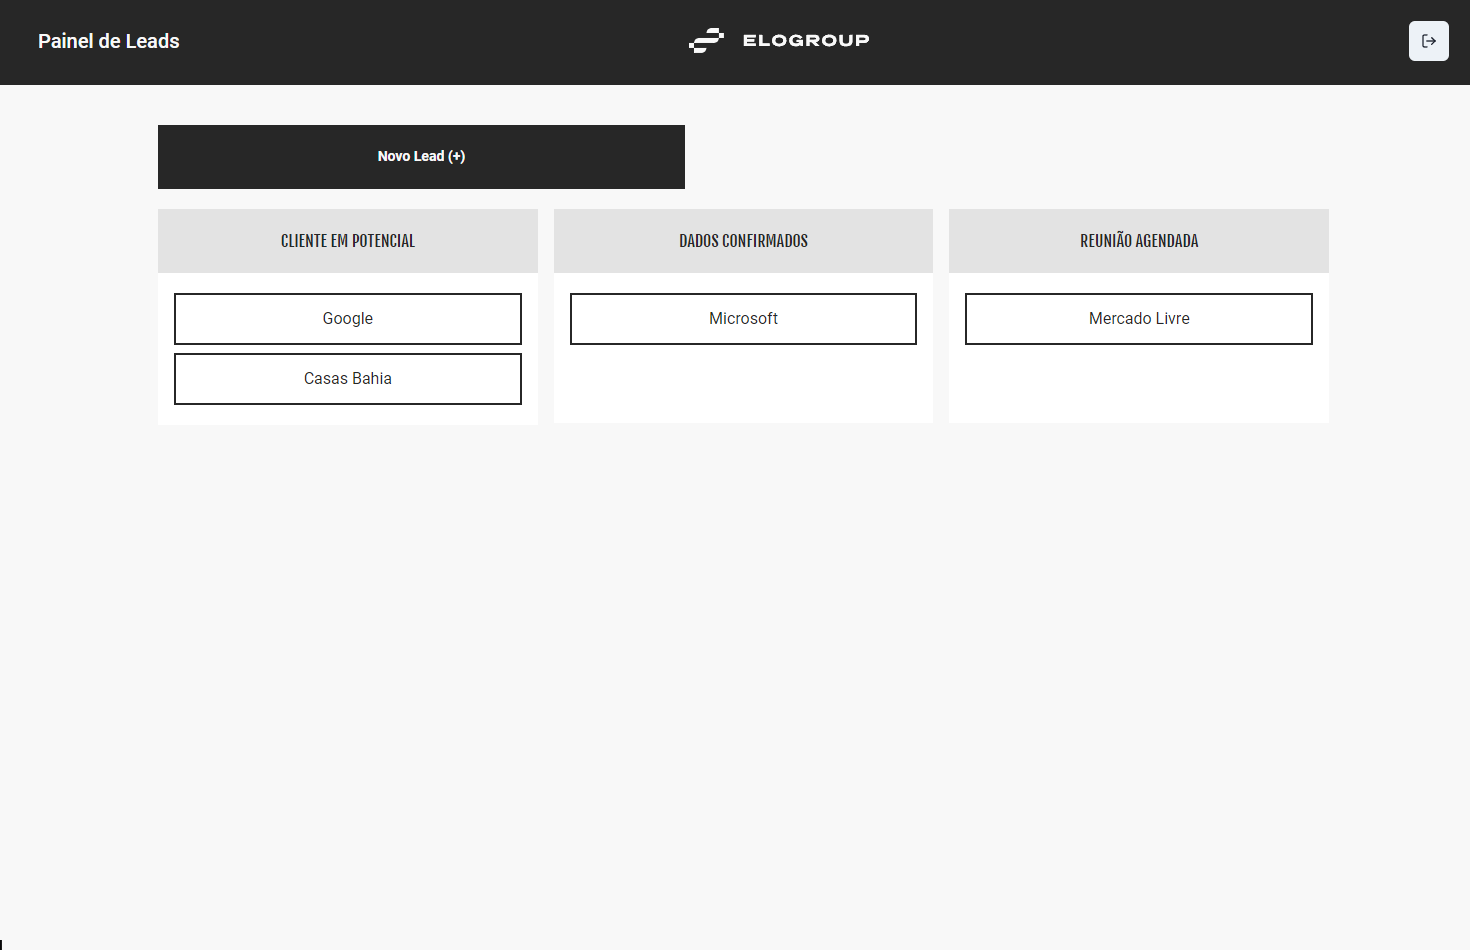 Painel de Leads
ELOGROUP
Novo Lead (+)
CLIENTE EM POTENCIAL
DADOS CONFIRMADOS
REUNIÃO AGENDADA
Google
Microsoft
Mercado Livre
Casas Bahia